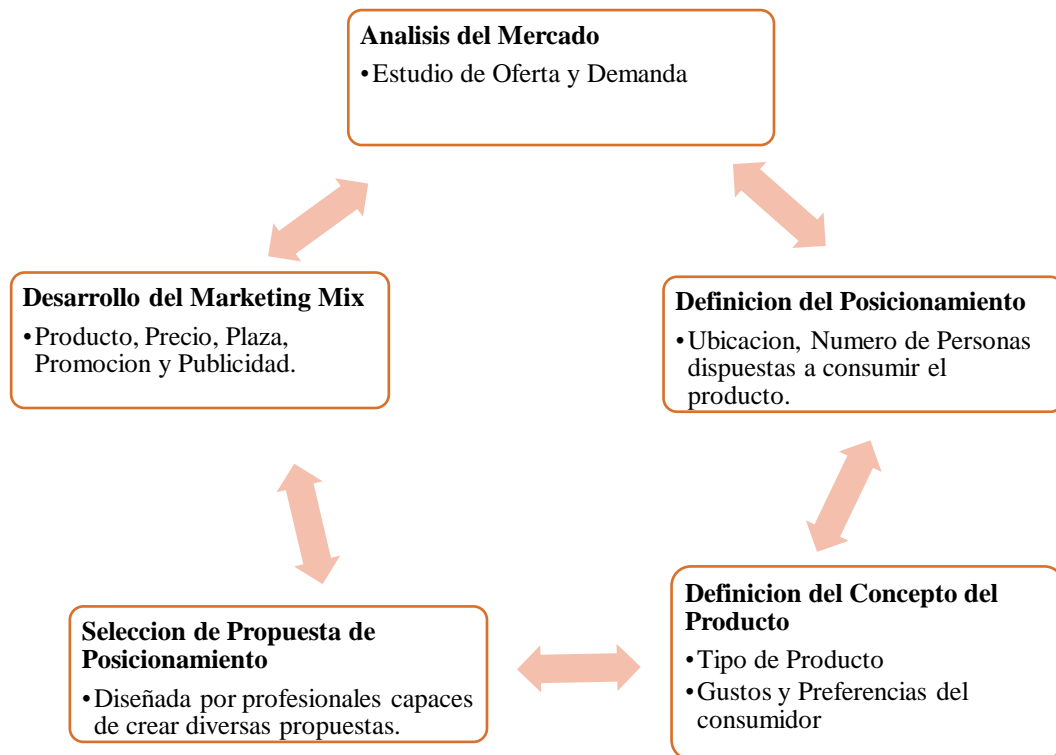 Analisis del Mercado
•Estudio de Oferta y Demanda
Definicion del Posicionamiento
•Ubicacion, Numero de Personas
dispuestas a consumir el
producto.
Definicion del Concepto del
Producto
•Tipo de Producto
•Gustos y Preferencias del
consumidor
Seleccion de Propuesta de
Posicionamiento
•Diseñada por profesionales capaces
de crear diversas propuestas.
Desarrollo del Marketing Mix
•Producto, Precio, Plaza,
Promocion y Publicidad.